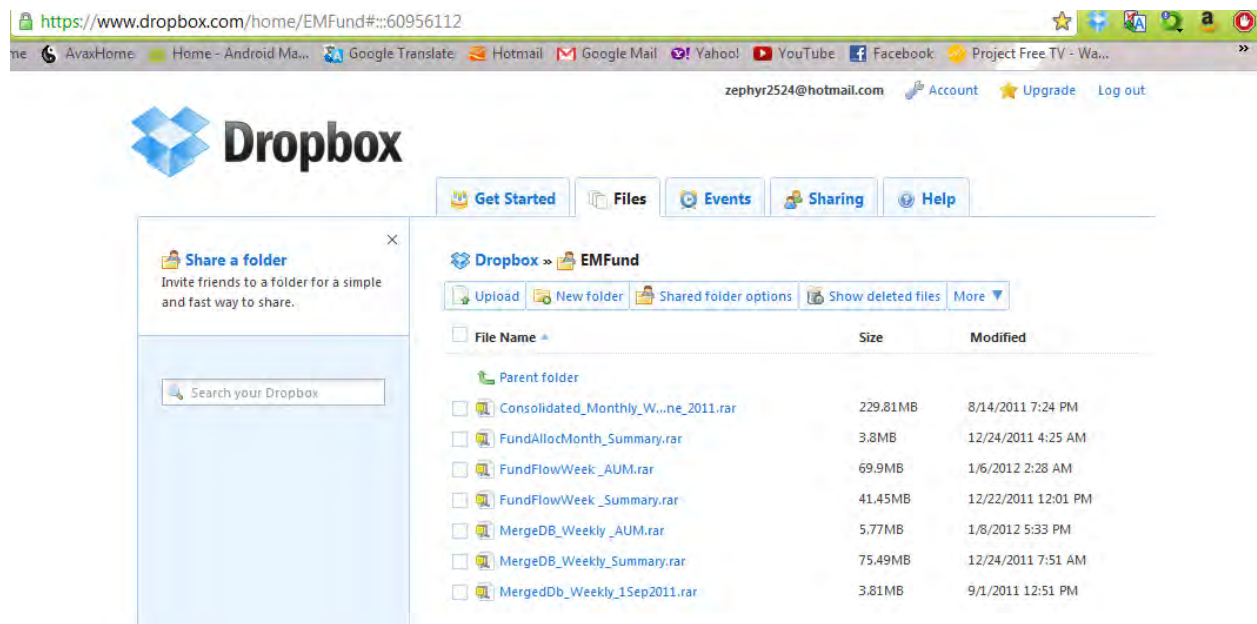 https://www.dropbox.com/home/EMFund#:::60956112
me AvaxHome Home - Android Ma... Google Translate Hotmail Google Mail Yahoo! YouTube Facebook Project Free TV - Wa... »
zephyr2524@hotmail.com Account Upgrade Log out
Dropbox
Get Started Files Events Sharing Help
Share a folder
Invite friends to a folder for a simple
and fast way to share.
Search your Dropbox
Dropbox » EMFund
Upload New folder Shared folder options Show deleted files More
File Name Size Modified
Parent folder
Consolidated_Monthly_W...ne_2011.rar 229.81MB 8/14/2011 7:24 PM
FundAllocMonth_Summary.rar 3.8MB 12/24/2011 4:25 AM
FundFlowWeek _AUM.rar 69.9MB 1/6/2012 2:28 AM
FundFlowWeek _Summary.rar 41.45MB 12/22/2011 12:01 PM
MergeDB_Weekly _AUM.rar 5.77MB 1/8/2012 5:33 PM
MergeDB_Weekly_Summary.rar 75.49MB 12/24/2011 7:51 AM
MergedDb_Weekly_1Sep2011.rar 3.81MB 9/1/2011 12:51 PM